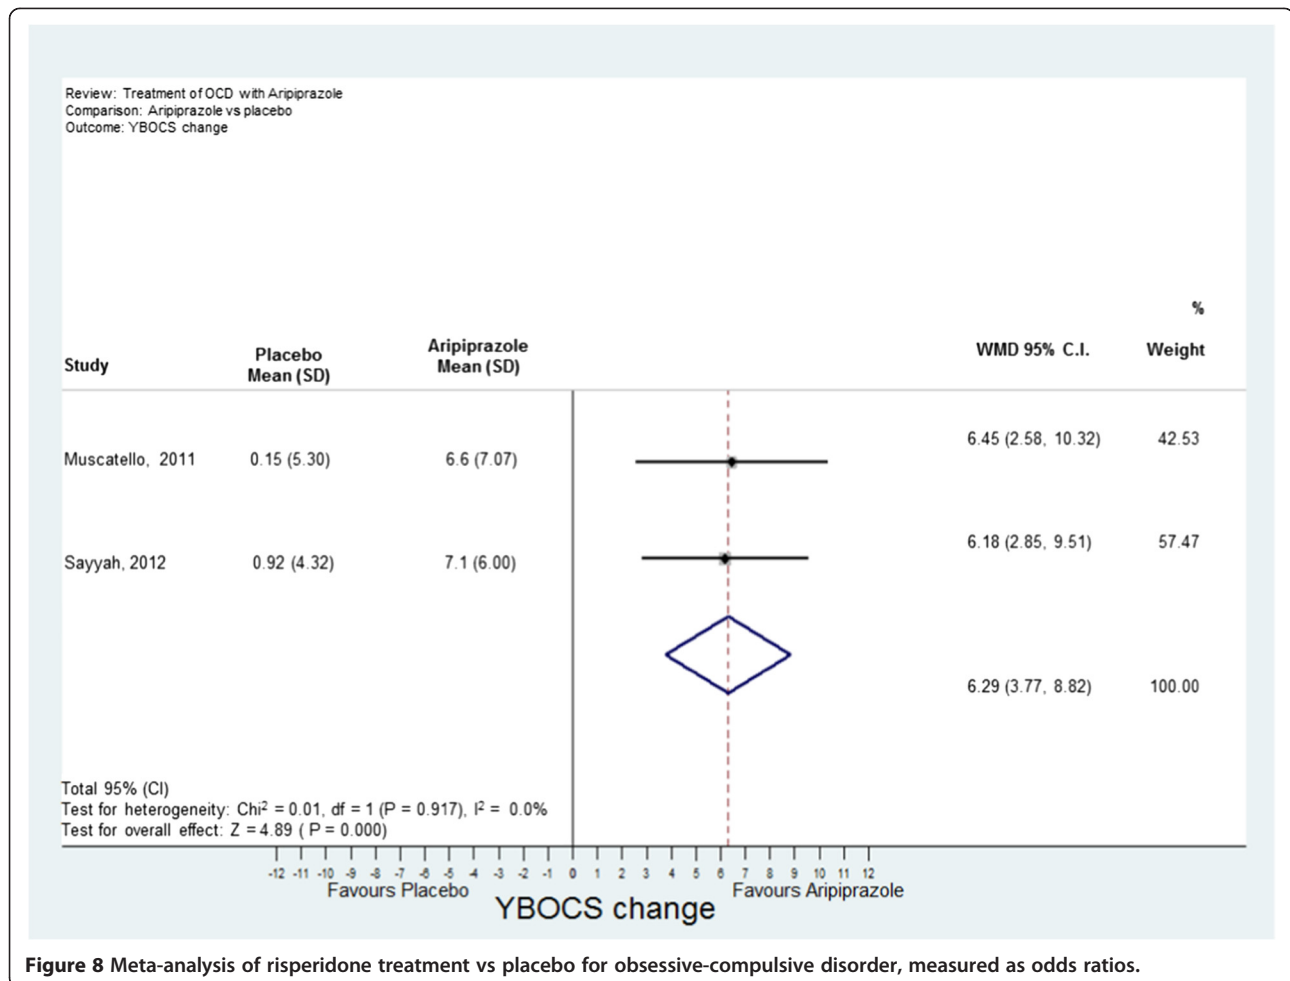 Review: Treatment of OCD with Aripiprazole
Comparison: Aripiprazole vs placebo
Outcome: YBOCS change
%
Study Placebo Mean (SD) Aripiprazole Mean (SD) WMD 95% C.I. Weight
Muscatello, 2011 0.15 (5.30) 6.6 (7.07) 6.45 (2.58, 10.32) 42.53
Sayyah, 2012 0.92 (4.32) 7.1 (6.00) 6.18 (2.85, 9.51) 57.47
6.29 (3.77, 8.82) 100.00
Total 95% (CI)
Test for heterogeneity: Chi² = 0.01, df = 1 (P = 0.917), I² = 0.0%
Test for overall effect: Z = 4.89 ( P = 0.000)
-12 -11 -10 -9 -8 -7 -6 -5 -4 -3 -2 -1 0 1 2 3 4 5 6 7 8 9 10 11 12
Favours Placebo Favours Aripiprazole
YBOCS change
Figure 8 Meta-analysis of risperidone treatment vs placebo for obsessive-compulsive disorder, measured as odds ratios.